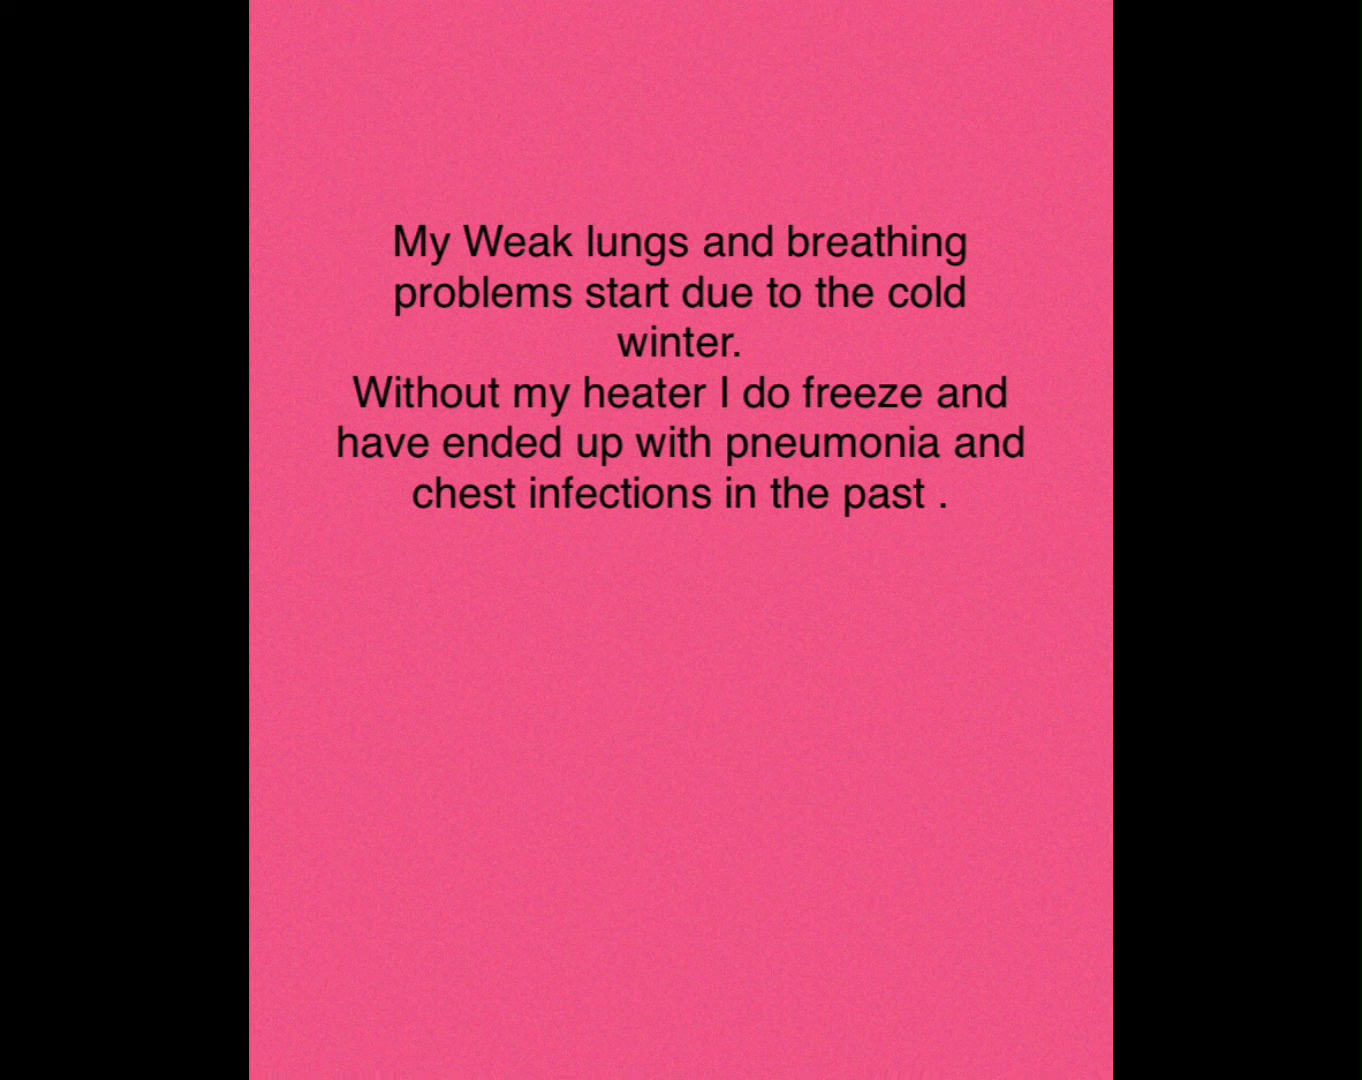 My Weak lungs and breathing
problems start due to the cold
winter.
Without my heater I do freeze and
have ended up with pneumonia and
chest infections in the past .